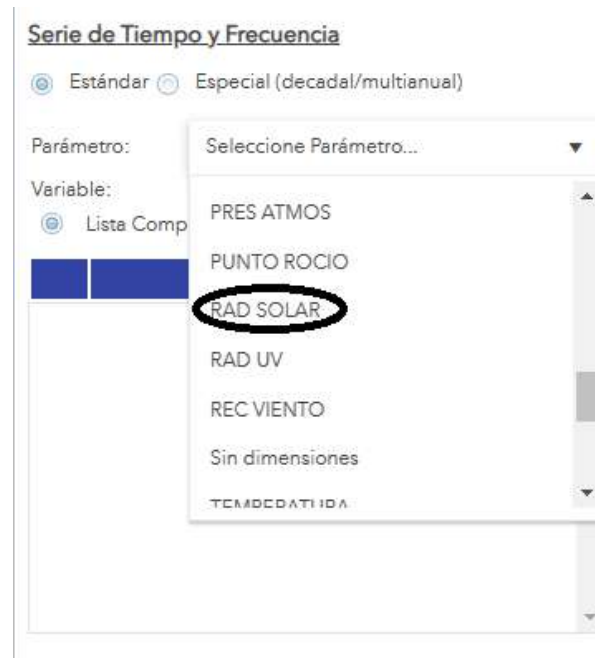 Serie de Tiempo y Frecuencia
Estándar Especial (decadal/multianual)
Parámetro: Seleccione Parámetro...
Variable:
Lista Comp
PRES ATMOS
PUNTO ROCIO
RAD SOLAR
RAD UV
REC VIENTO
Sin dimensiones
TEMPERATURA